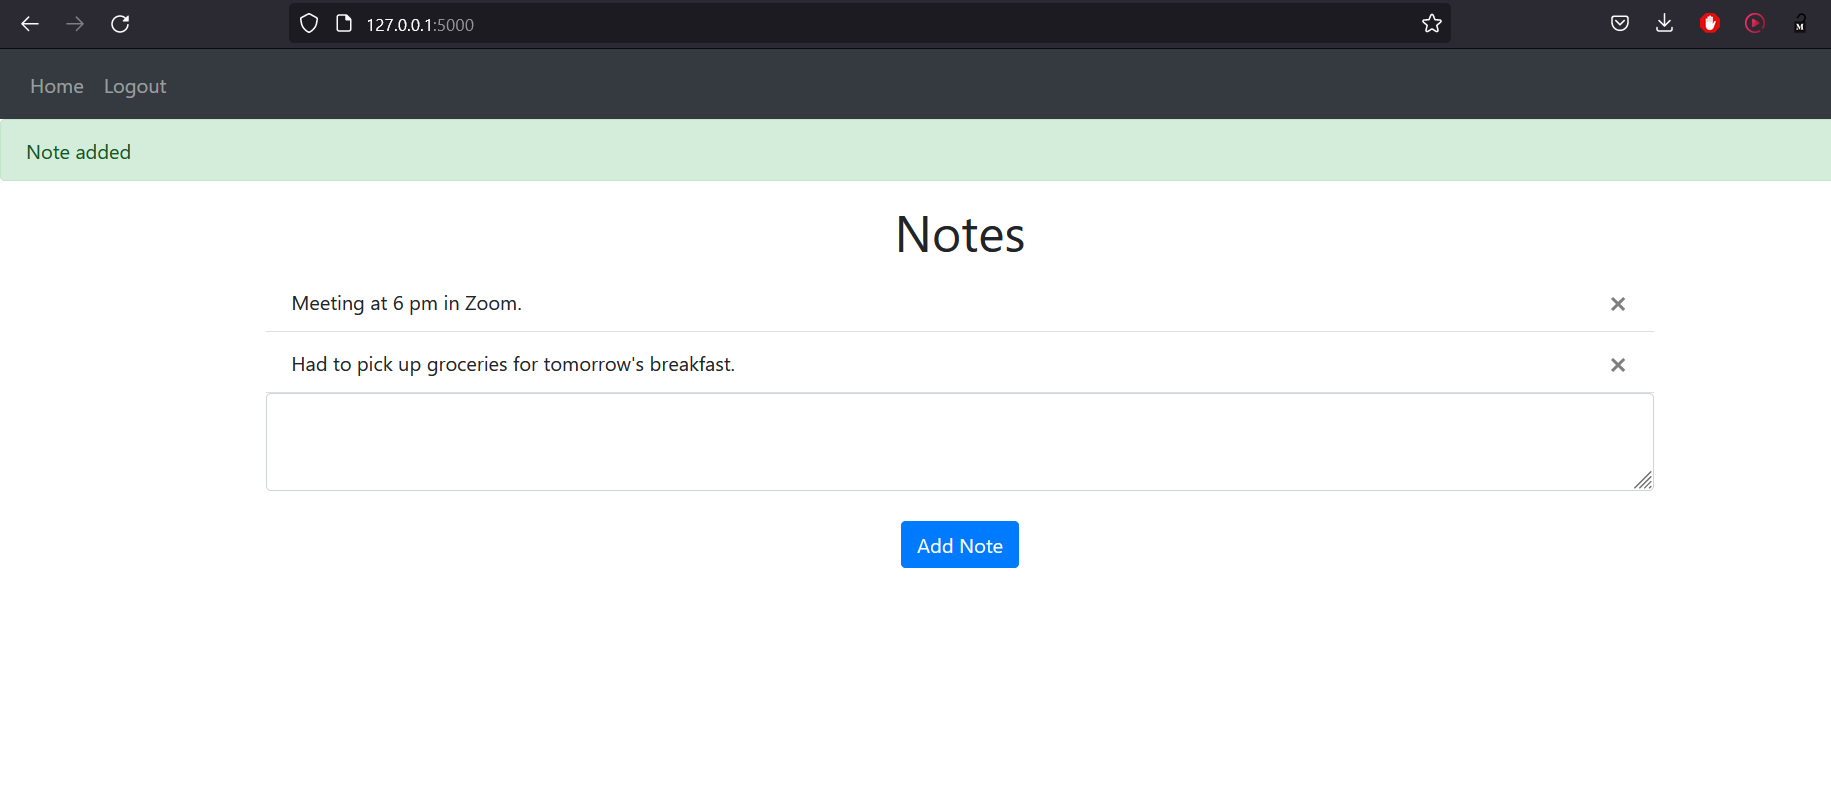 127.0.0.1:5000
M
Home Logout
Note added
Notes
Meeting at 6 pm in Zoom.
Had to pick up groceries for tomorrow's breakfast.
Add Note